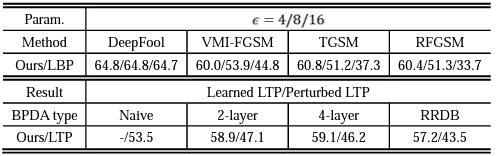 Param. ϵ = 4/8/16
Method DeepFool VMI-FGSM TGSM RFGSM
Ours/LBP 64.8/64.8/64.7 60.0/53.9/44.8 60.8/51.2/37.3 60.4/51.3/33.7
Result Learned LTP/Perturbed LTP
BPDA type Naive 2-layer 4-layer RRDB
Ours/LTP -/53.5 58.9/47.1 59.1/46.2 57.2/43.5